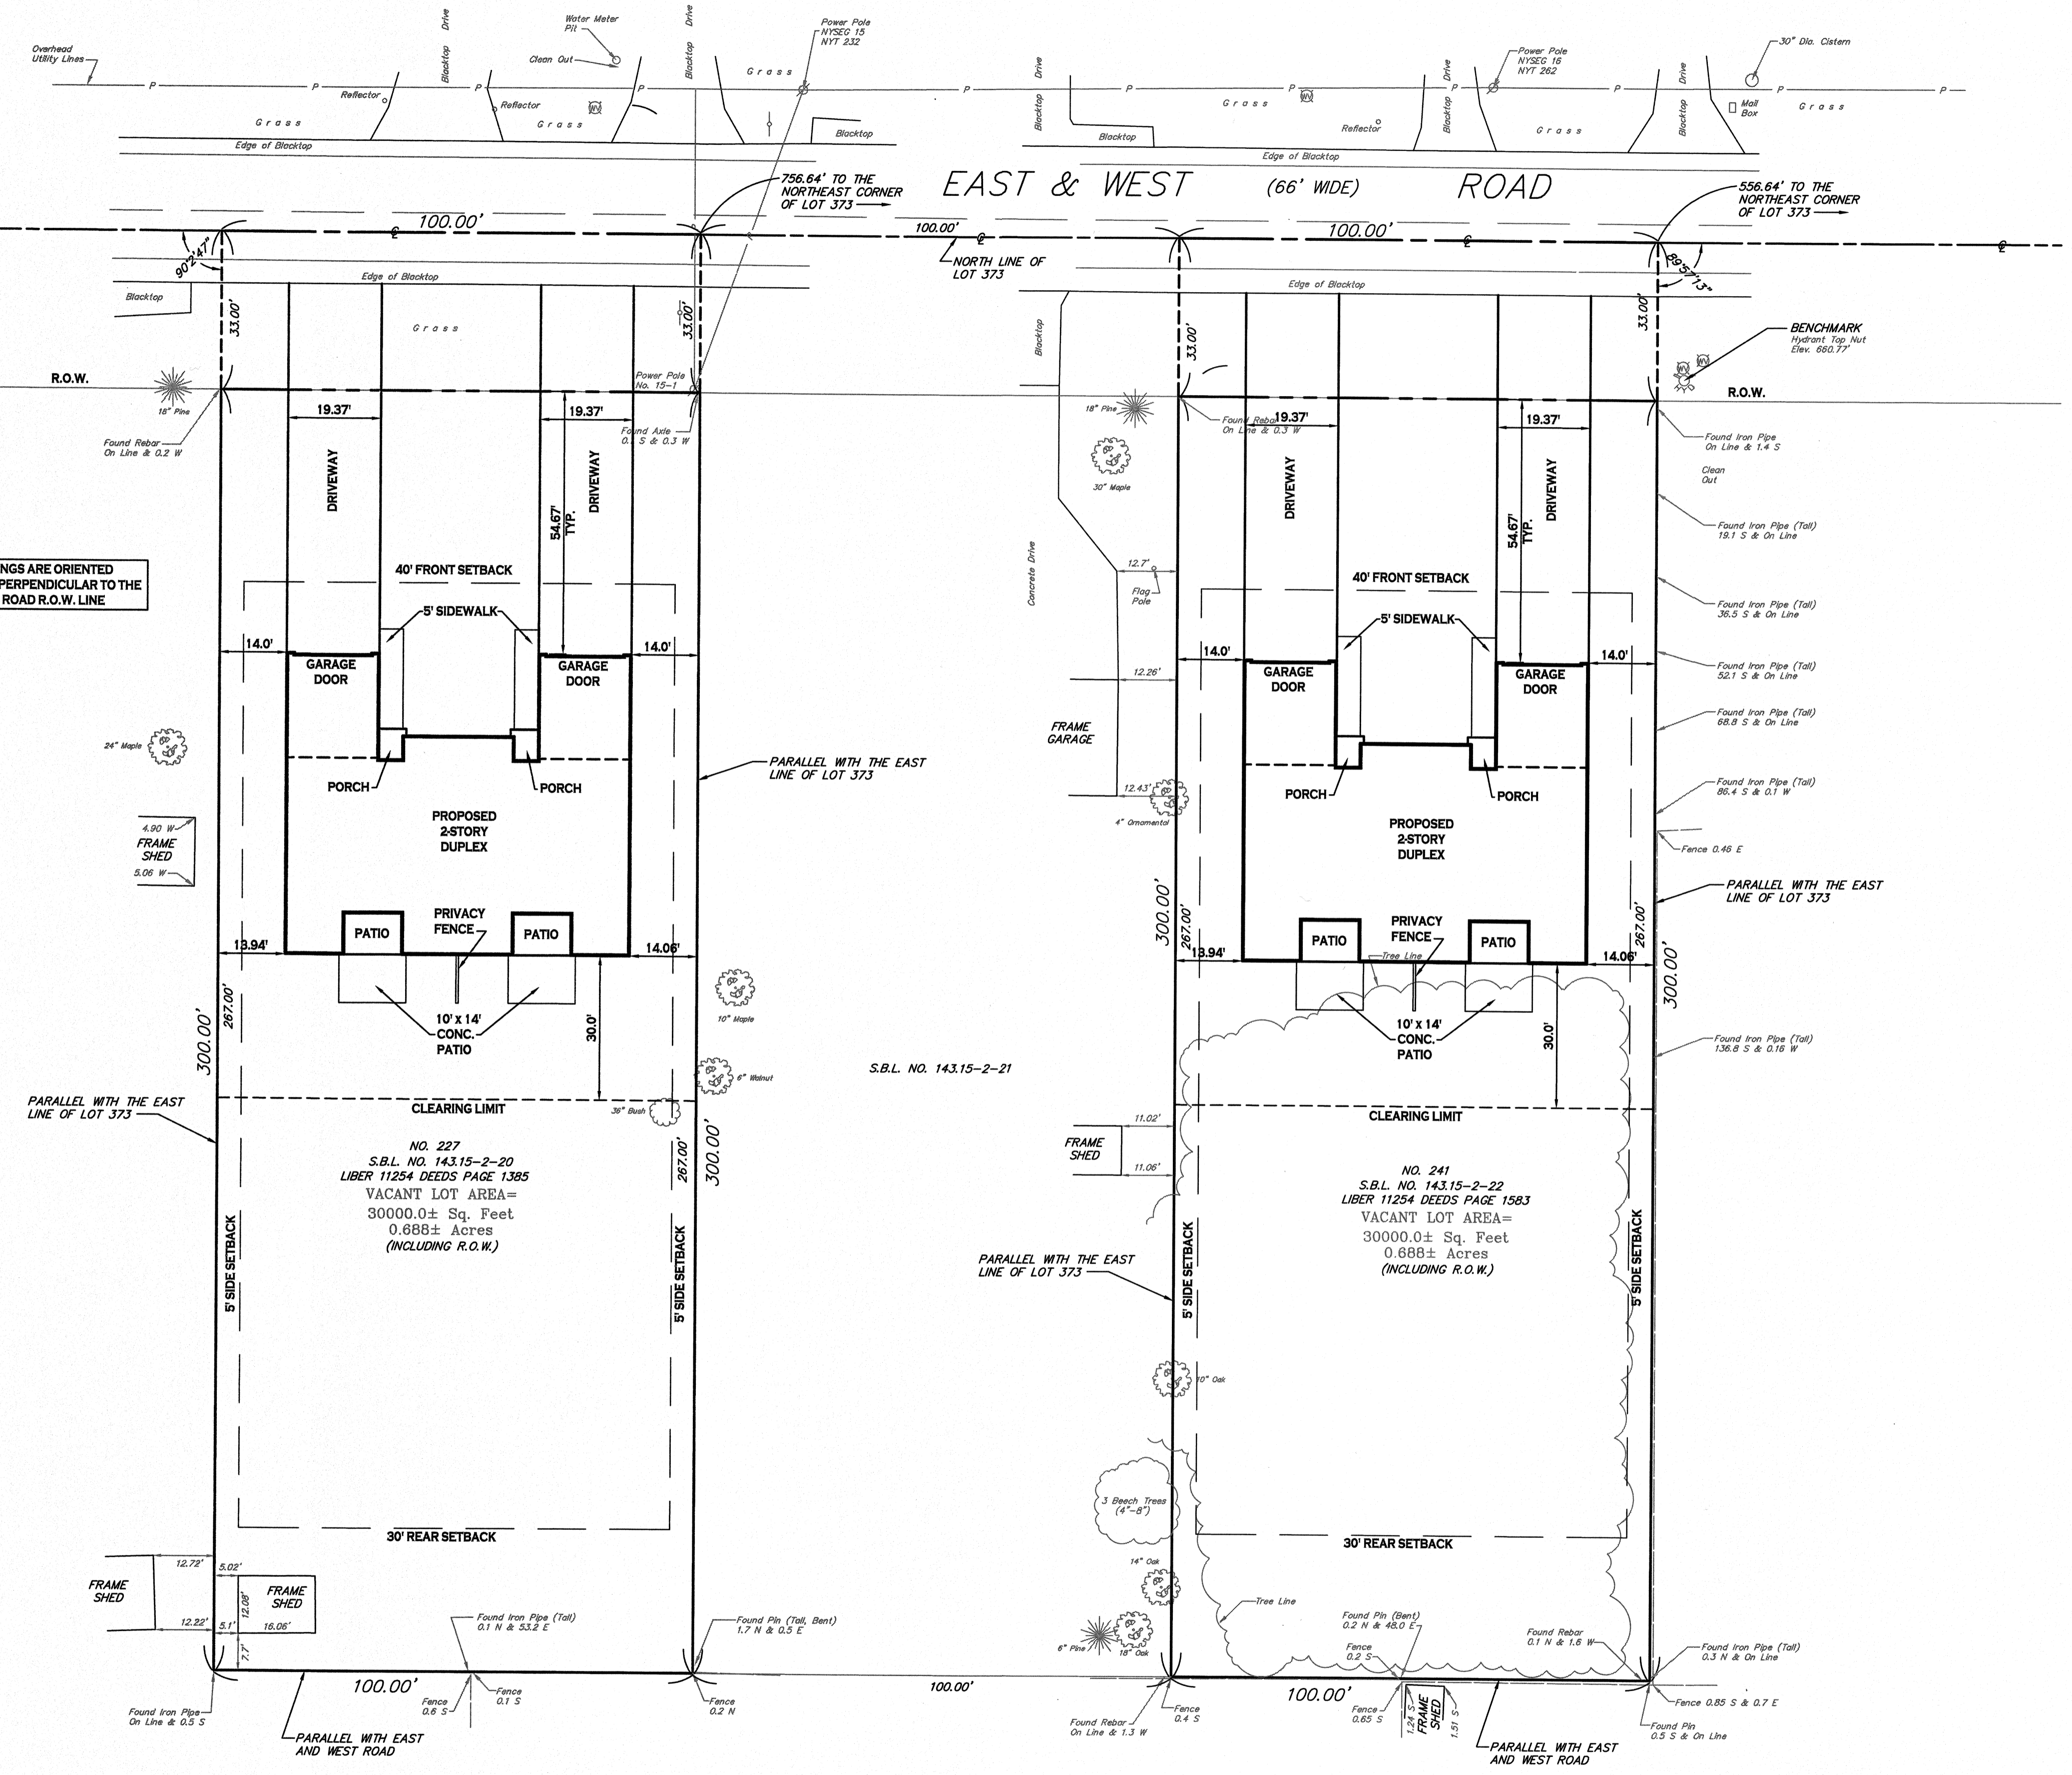 Overhead
Utility Lines
Blacktop Drive
Water Meter
Pit
Clean Out
Blacktop Drive
Power Pole
NYSEG 15
NYT 232
Grass
Blacktop Drive
Power Pole
NYSEG 16
NYT 262
Blacktop Drive
Blacktop Drive
30" Dia. Cistern
P
P
P
P
P
P
P
P
P
P
P
P
Reflector
Reflector
WV
Grass
Grass
Blacktop
Grass
WV
Reflector
Blacktop
Grass
Mail
Box
Grass
Edge of Blacktop
Edge of Blacktop
EAST & WEST (66' WIDE) ROAD
756.64' TO THE
NORTHEAST CORNER
OF LOT 373
556.64' TO THE
NORTHEAST CORNER
OF LOT 373
100.00'
100.00'
100.00'
NORTH LINE OF
LOT 373
90°2'47"
89°57'13"
Edge of Blacktop
Edge of Blacktop
Blacktop
Grass
33.00'
33.00'
33.00'
33.00'
Blacktop
BENCHMARK
Hydrant Top Nut
Elev. 660.77'
WV
R.O.W.
R.O.W.
18" Pine
Power Pole
No. 15-1
19.37'
19.37'
Found Rebar
On Line & 0.2 W
Found Axle
0.1 S & 0.3 W
DRIVEWAY
DRIVEWAY
54.67'
TYP.
18" Pine
30" Maple
Found Rebar
On Line & 0.3 W
19.37'
19.37'
DRIVEWAY
DRIVEWAY
54.67'
TYP.
Found Iron Pipe
On Line & 1.4 S
Clean
Out
Found Iron Pipe (Tall)
19.1 S & On Line
Found Iron Pipe (Tall)
36.5 S & On Line
Found Iron Pipe (Tall)
52.1 S & On Line
Found Iron Pipe (Tall)
68.8 S & On Line
Found Iron Pipe (Tall)
86.4 S & 0.1 W
Fence 0.46 E
NGS ARE ORIENTED
PERPENDICULAR TO THE
ROAD R.O.W. LINE
40' FRONT SETBACK
5' SIDEWALK
14.0'
14.0'
GARAGE
DOOR
GARAGE
DOOR
24" Maple
PORCH
PORCH
PROPOSED
2-STORY
DUPLEX
4.90 W
FRAME
SHED
5.06 W
PARALLEL WITH THE EAST
LINE OF LOT 373
PRIVACY
FENCE
PATIO
PATIO
13.94'
14.06'
10' x 14'
CONC.
PATIO
30.0'
267.00'
300.00'
10" Maple
6" Walnut
36" Bush
CLEARING LIMIT
PARALLEL WITH THE EAST
LINE OF LOT 373
NO. 227
S.B.L. NO. 143.15-2-20
LIBER 11254 DEEDS PAGE 1385
VACANT LOT AREA=
30000.0± Sq. Feet
0.688± Acres
(INCLUDING R.O.W.)
267.00'
300.00'
5' SIDE SETBACK
5' SIDE SETBACK
30' REAR SETBACK
S.B.L. NO. 143.15-2-21
Concrete Drive
12.7'
Flag
Pole
12.26'
FRAME
GARAGE
12.43'
4" Ornamental
40' FRONT SETBACK
5' SIDEWALK
14.0'
14.0'
GARAGE
DOOR
GARAGE
DOOR
PORCH
PORCH
PROPOSED
2-STORY
DUPLEX
PARALLEL WITH THE EAST
LINE OF LOT 373
300.00'
267.00'
267.00'
300.00'
PRIVACY
FENCE
PATIO
PATIO
13.94'
14.06'
Tree Line
10' x 14'
CONC.
PATIO
30.0'
Found Iron Pipe (Tall)
136.8 S & 0.16 W
CLEARING LIMIT
11.02'
FRAME
SHED
11.06'
NO. 241
S.B.L. NO. 143.15-2-22
LIBER 11254 DEEDS PAGE 1583
VACANT LOT AREA=
30000.0± Sq. Feet
0.688± Acres
(INCLUDING R.O.W.)
PARALLEL WITH THE EAST
LINE OF LOT 373
5' SIDE SETBACK
5' SIDE SETBACK
10" Oak
3 Beech Trees
(4"-8")
30' REAR SETBACK
14" Oak
6" Pine
18" Oak
Tree Line
12.72'
FRAME
SHED
12.22'
5.02'
FRAME
SHED
12.08'
5.1'
16.06'
7.7'
Found Iron Pipe (Tall)
0.1 N & 53.2 E
Found Pin (Tall, Bent)
1.7 N & 0.5 E
Found Pin (Bent)
0.2 N & 48.0 E
Fence
0.2 S
Found Rebar
0.1 N & 1.6 W
Found Iron Pipe (Tall)
0.3 N & On Line
100.00'
100.00'
100.00'
Found Iron Pipe
On Line & 0.5 S
Fence
0.6 S
Fence
0.1 S
Fence
0.2 N
PARALLEL WITH EAST
AND WEST ROAD
Found Rebar
On Line & 1.3 W
Fence
0.4 S
Fence
0.65 S
1.24 S
FRAME
SHED
1.51 S
Fence 0.85 S & 0.7 E
Found Pin
0.5 S & On Line
PARALLEL WITH EAST
AND WEST ROAD